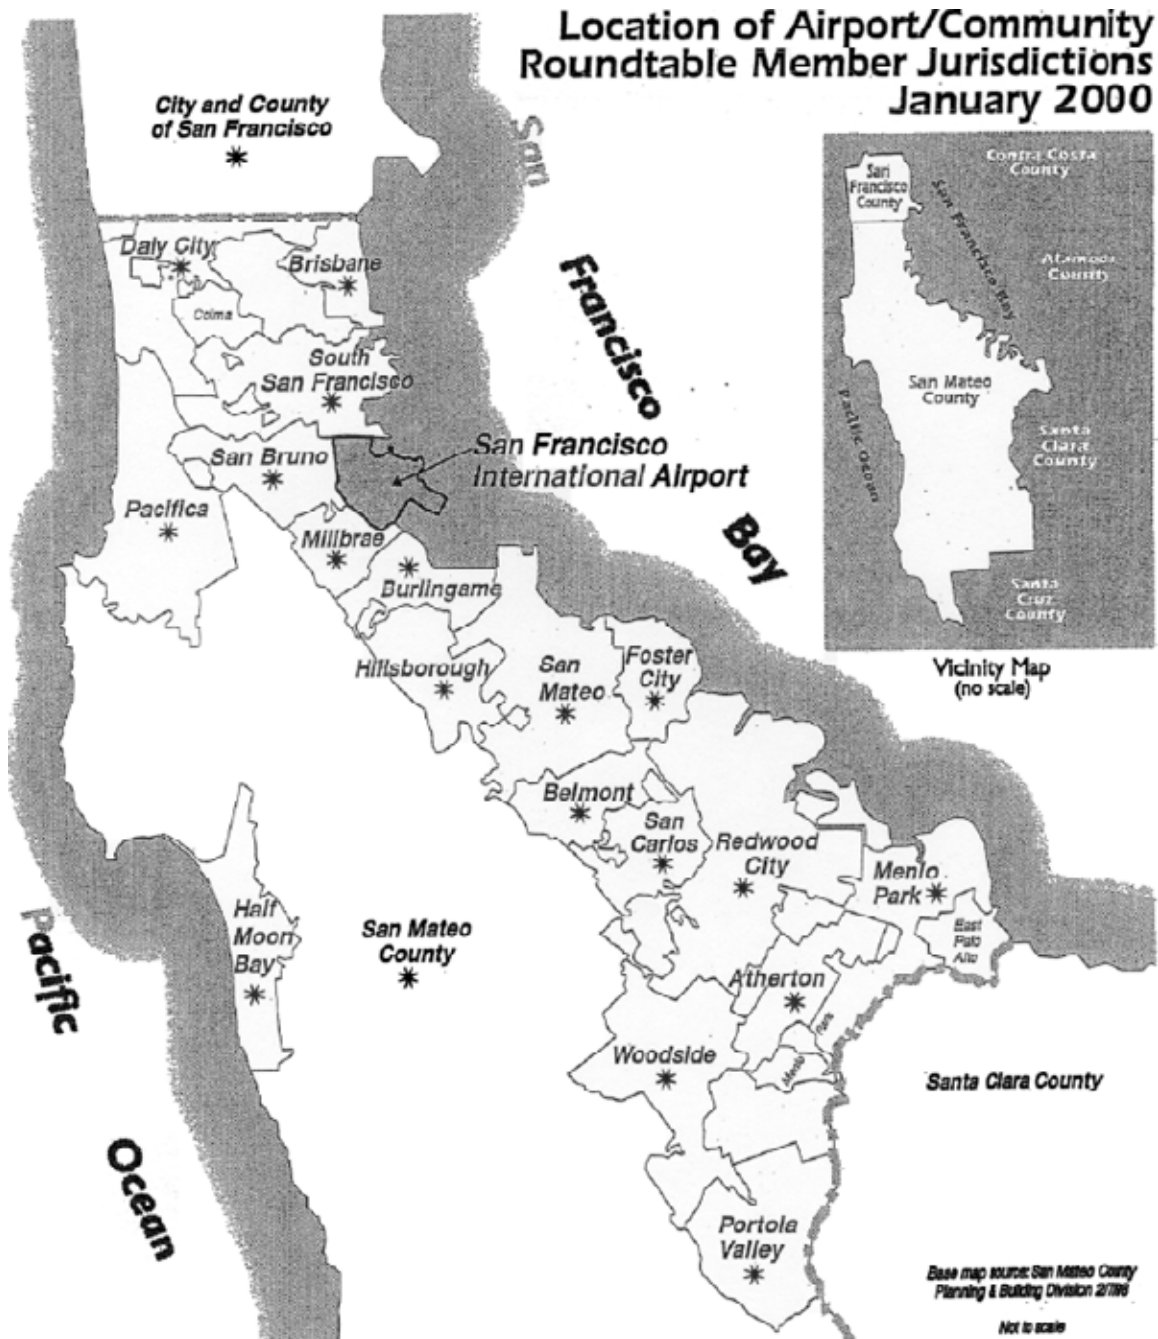 Location of Airport/Community
Roundtable Member Jurisdictions
January 2000
City and County
of San Francisco
San
Francisco
Bay
Contra Costa
County
San
Francisco
County
San Francisco Bay
Alameda
County
San Mateo
County
Pacific Ocean
Santa
Clara
County
Santa
Cruz
County
Vicinity Map
(no scale)
Daly City
Brisbane
Colma
South
San Francisco
San Francisco
International Airport
San Bruno
Pacifica
Millbrae
Burlingame
Hillsborough
San
Mateo
Foster
City
Belmont
San
Carlos
Redwood
City
Menlo
Park
East
Palo
Alto
Half
Moon
Bay
San Mateo
County
Atherton
Menlo
Park
Woodside
Santa Clara County
Portola
Valley
Pacific
Ocean
Base map source: San Mateo County
Planning & Building Division
Not to scale